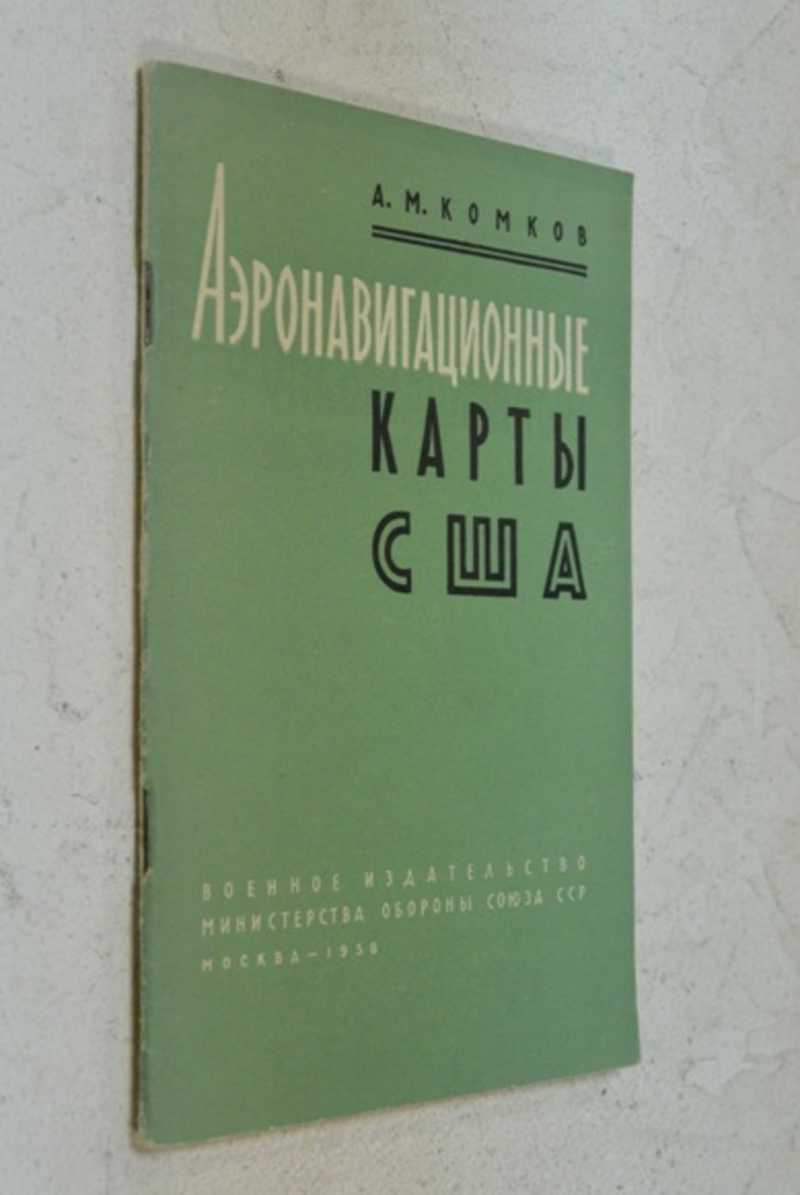 А. М. КОМКОВ
АЭРОНАВИГАЦИОННЫЕ
КАРТЫ
США
ВОЕННОЕ ИЗДАТЕЛЬСТВО
МИНИСТЕРСТВА ОБОРОНЫ СОЮЗА ССР
МОСКВА—1958